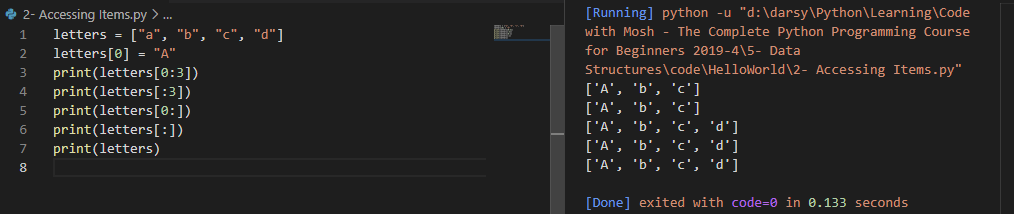 2- Accessing Items.py > ...
1 letters = ["a", "b", "c", "d"]
2 letters[0] = "A"
3 print(letters[0:3])
4 print(letters[:3])
5 print(letters[0:])
6 print(letters[:])
7 print(letters)
8
[Running] python -u "d:\darsy\Python\Learning\Code
with Mosh - The Complete Python Programming Course
for Beginners 2019-4\5- Data
Structures\code\HelloWorld\2- Accessing Items.py"
['A', 'b', 'c']
['A', 'b', 'c']
['A', 'b', 'c', 'd']
['A', 'b', 'c', 'd']
['A', 'b', 'c', 'd']
[Done] exited with code=0 in 0.133 seconds